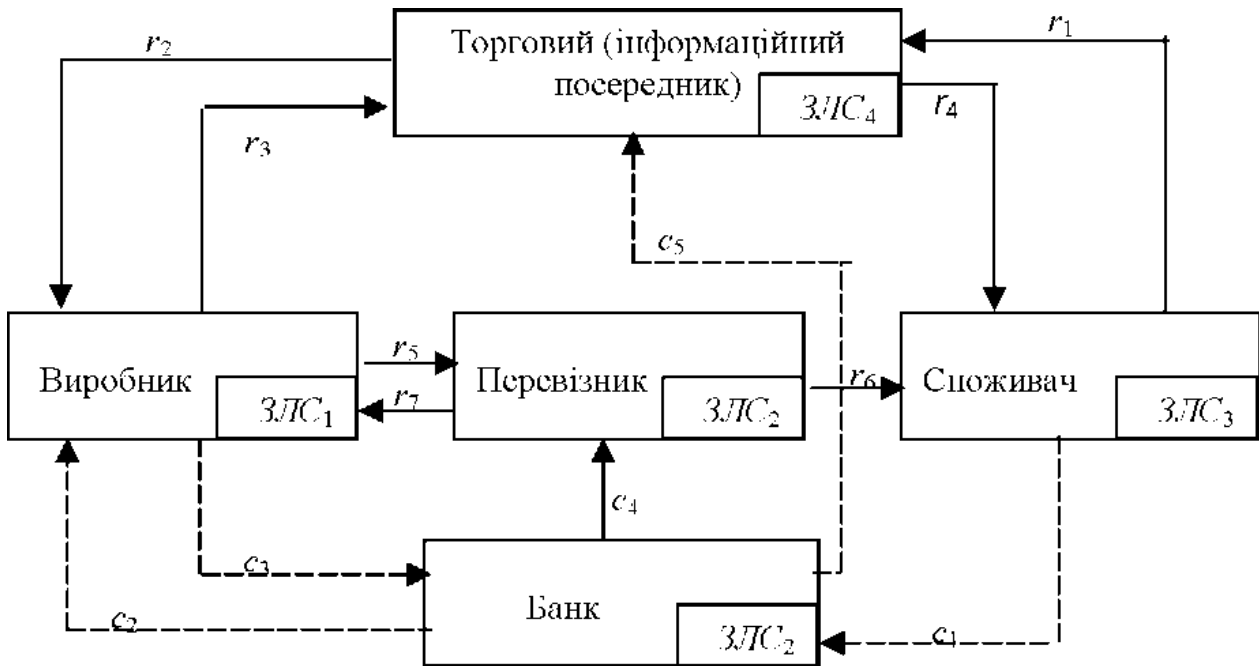 r₂
Торговий (інформаційний
посередник)
ЗЛС₄
r₁
r₄
r₃
c₅
Виробник
ЗЛС₁
r₅
r₇
Перевізник
ЗЛС₂
r₆
Споживач
ЗЛС₃
c₄
c₃
c₂
Банк
ЗЛС₂
c₁